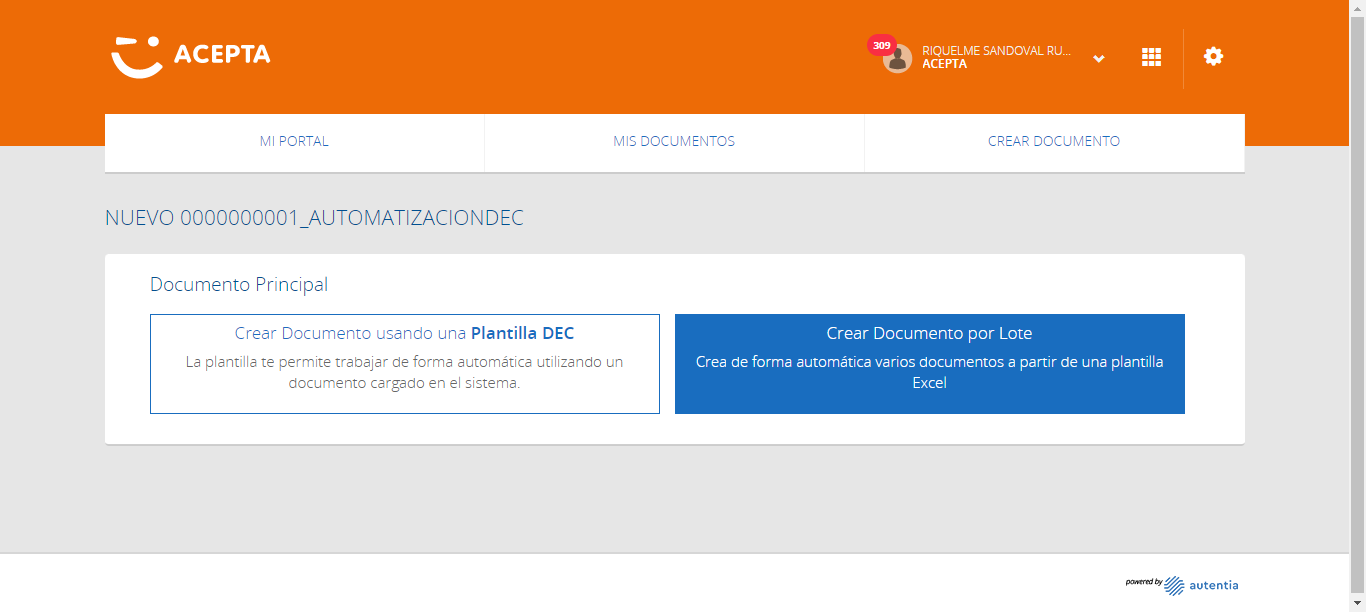 ACEPTA
309
RIQUELME SANDOVAL RU...
ACEPTA
MI PORTAL
MIS DOCUMENTOS
CREAR DOCUMENTO
NUEVO 0000000001_AUTOMATIZACIONDEC
Documento Principal
Crear Documento usando una Plantilla DEC
La plantilla te permite trabajar de forma automática utilizando un
documento cargado en el sistema.
Crear Documento por Lote
Crea de forma automática varios documentos a partir de una plantilla
Excel
powered by autentia